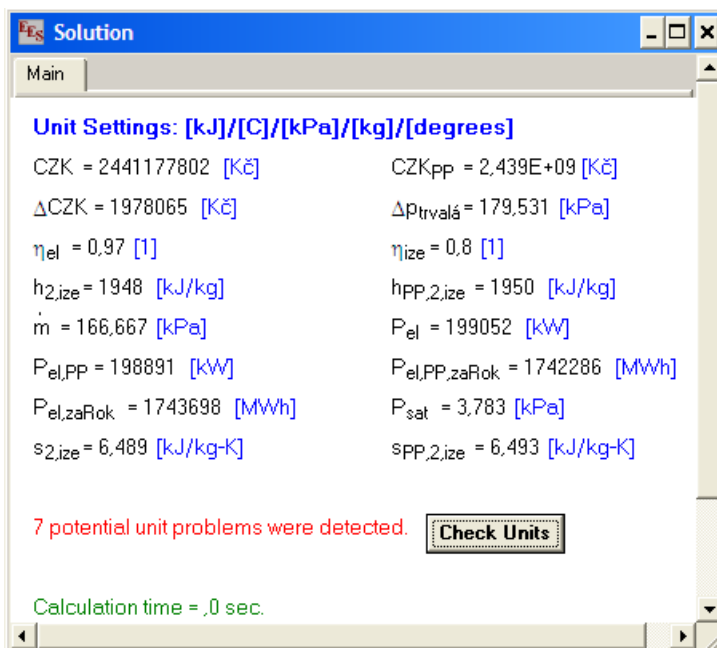 EES Solution
Main
Unit Settings: [kJ]/[C]/[kPa]/[kg]/[degrees]
CZK = 2441177802 [Kč] CZKPP = 2,439E+09 [Kč]
ΔCZK = 1978065 [Kč] Δptrvalá = 179,531 [kPa]
ηel = 0,97 [1] ηize = 0,8 [1]
h2,ize = 1948 [kJ/kg] hPP,2,ize = 1950 [kJ/kg]
ṁ = 166,667 [kPa] Pel = 199052 [kW]
Pel,PP = 198891 [kW] Pel,PP,zaRok = 1742286 [MWh]
Pel,zaRok = 1743698 [MWh] Psat = 3,783 [kPa]
s2,ize = 6,489 [kJ/kg-K] sPP,2,ize = 6,493 [kJ/kg-K]
7 potential unit problems were detected. Check Units
Calculation time = ,0 sec.